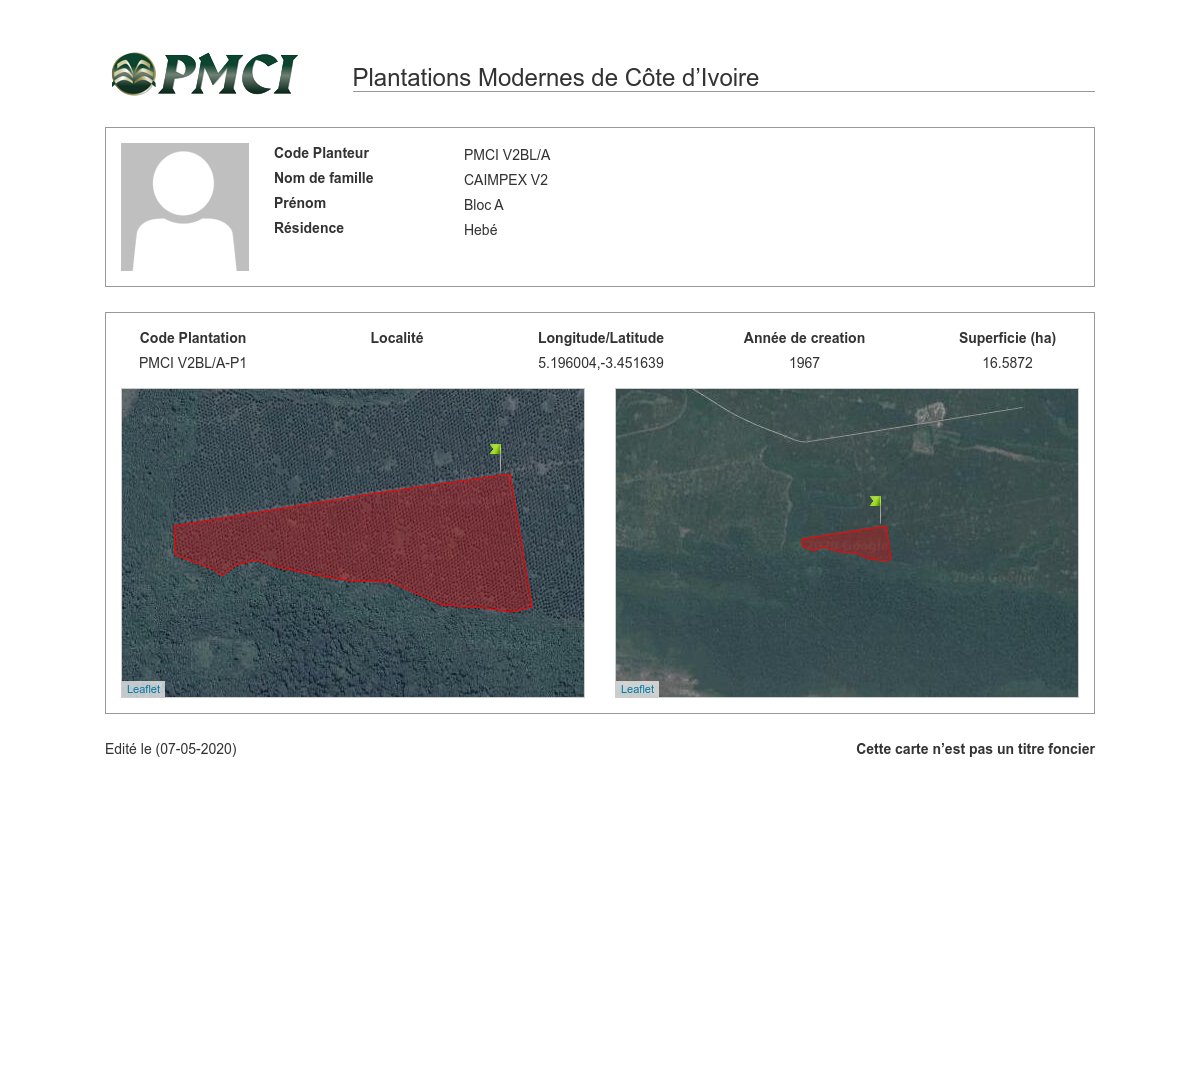 PMCI
Plantations Modernes de Côte d’Ivoire
Code Planteur PMCI V2BL/A
Nom de famille CAIMPEX V2
Prénom Bloc A
Résidence Hebé
Code Plantation Localité Longitude/Latitude Année de creation Superficie (ha)
PMCI V2BL/A-P1 5.196004,-3.451639 1967 16.5872
Leaflet Leaflet
Edité le (07-05-2020) Cette carte n’est pas un titre foncier